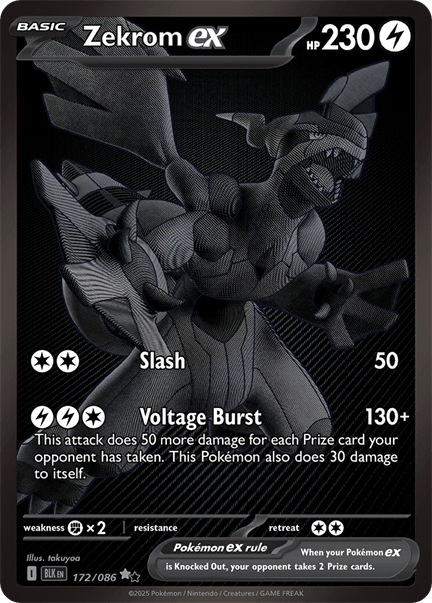 BASIC Zekrom ex HP 230
Slash 50
Voltage Burst 130+
This attack does 50 more damage for each Prize card your
opponent has taken. This Pokémon also does 30 damage
to itself.
weakness ×2 resistance retreat
Illus. takuyoa
Pokémon ex rule
When your Pokémon ex
is Knocked Out, your opponent takes 2 Prize cards.
I BLK EN 172/086
©2025 Pokémon / Nintendo / Creatures / GAME FREAK